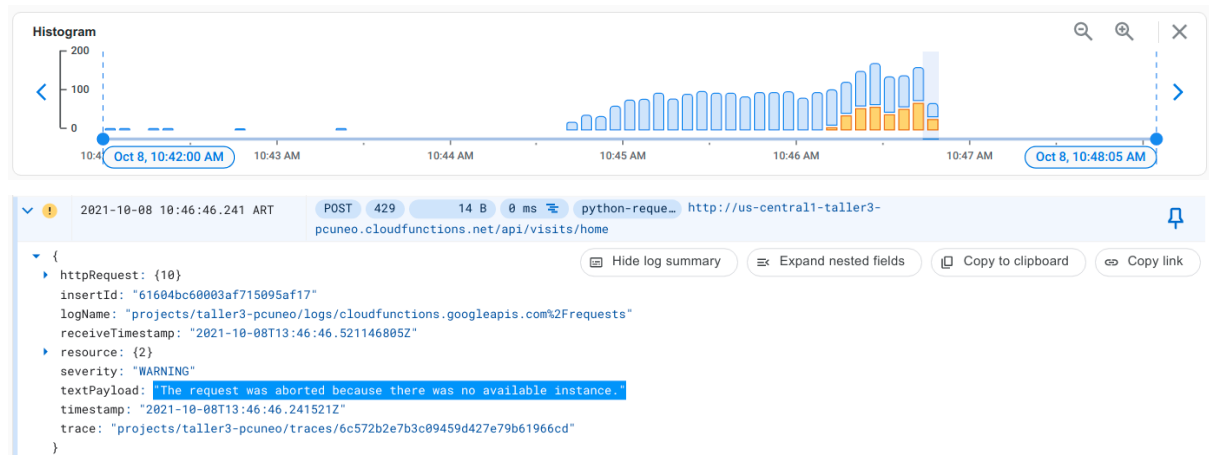 Histogram
200
100
0
10:4
Oct 8, 10:42:00 AM
10:43 AM
10:44 AM
10:45 AM
10:46 AM
10:47 AM
Oct 8, 10:48:05 AM
2021-10-08 10:46:46.241 ART
POST 429 14 B 0 ms python-reque… http://us-central1-taller3-
pcuneo.cloudfunctions.net/api/visits/home
{
Hide log summary
Expand nested fields
Copy to clipboard
Copy link
httpRequest: {10}
insertId: "61604bc60003af715095af17"
logName: "projects/taller3-pcuneo/logs/cloudfunctions.googleapis.com%2Frequests"
receiveTimestamp: "2021-10-08T13:46:46.521146805Z"
resource: {2}
severity: "WARNING"
textPayload: "The request was aborted because there was no available instance."
timestamp: "2021-10-08T13:46:46.241521Z"
trace: "projects/taller3-pcuneo/traces/6c572b2e7b3c09459d427e79b61966cd"
}